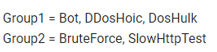 Group1 = Bot, DDosHoic, DosHulk
Group2 = BruteForce, SlowHttpTest